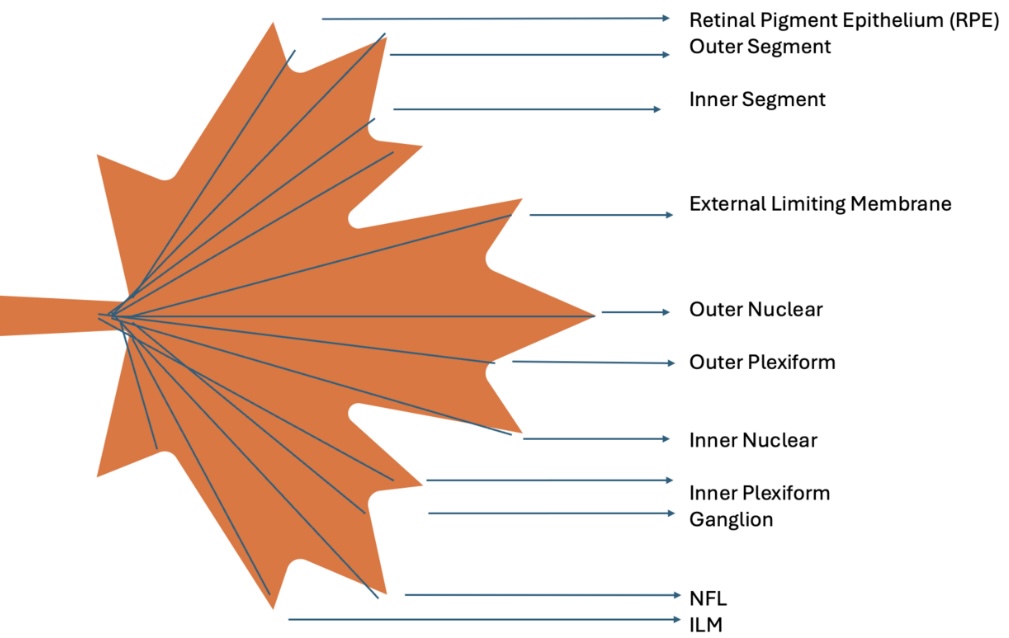 Retinal Pigment Epithelium (RPE)
Outer Segment
Inner Segment
External Limiting Membrane
Outer Nuclear
Outer Plexiform
Inner Nuclear
Inner Plexiform
Ganglion
NFL
ILM